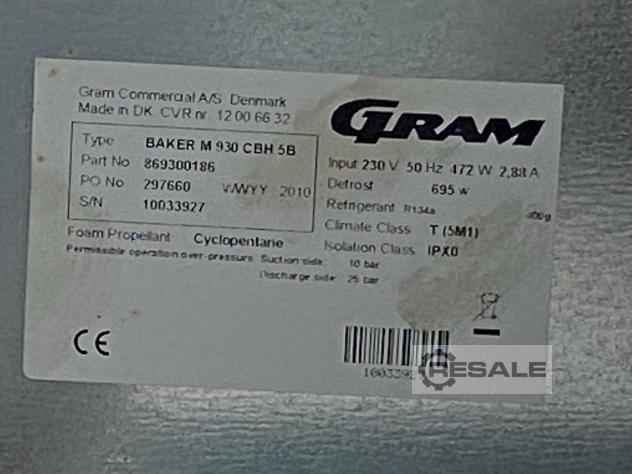 Gram Commercial A/S Denmark
Made in DK CVR nr. 12 00 66 32
GRAM
Type BAKER M 930 CBH 5B
Part No 869300186
PO No 297660 VWYY 2010
S/N 10033927
Input 230 V 50 Hz 472 W 2,88 A
Defrost 695 w
Refrigerant R134a
Climate Class T (5M1)
Isolation Class IPX0
Foam Propellant Cyclopentane
Permissible operation over-pressure Suction side: 10 bar
Discharge side: 25 bar
CE
RESALE